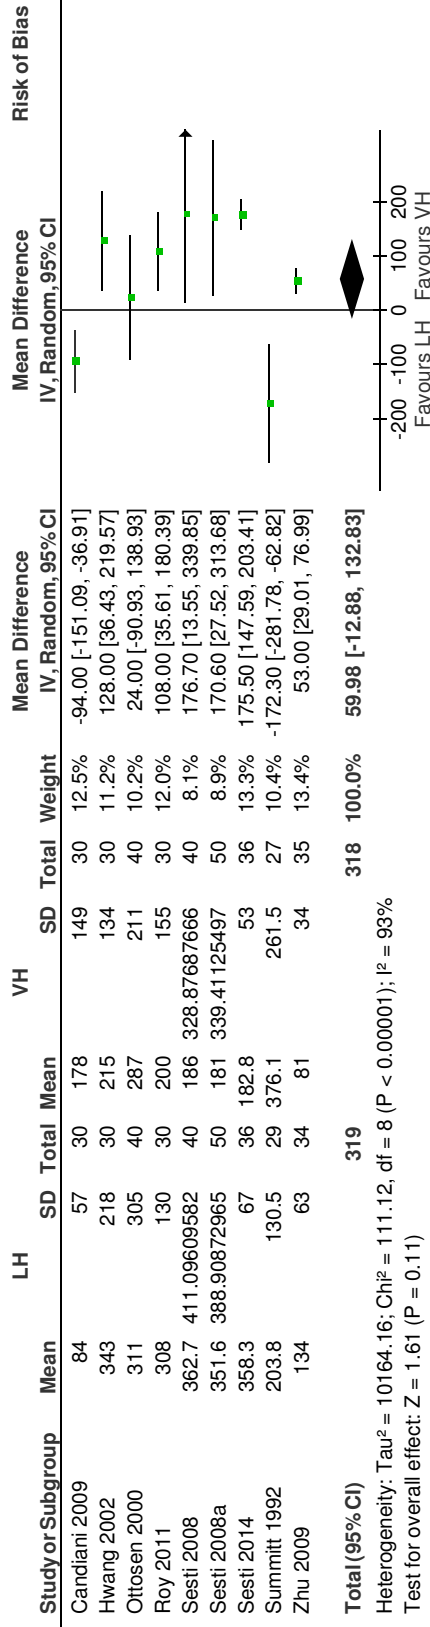 LH VH Mean Difference Mean Difference Risk of Bias
Study or Subgroup Mean SD Total Mean SD Total Weight IV, Random, 95% CI IV, Random, 95% CI
Candiani 2009 84 57 30 178 149 30 12.5% -94.00 [-151.09, -36.91]
Hwang 2002 343 218 30 215 134 30 11.2% 128.00 [36.43, 219.57]
Ottosen 2000 311 305 40 287 211 40 10.2% 24.00 [-90.93, 138.93]
Roy 2011 308 130 30 200 155 30 12.0% 108.00 [35.61, 180.39]
Sesti 2008 362.7 411.09609582 40 186 328.87687666 40 8.1% 176.70 [13.55, 339.85]
Sesti 2008a 351.6 388.90872965 50 181 339.41125497 50 8.9% 170.60 [27.52, 313.68]
Sesti 2014 358.3 67 36 182.8 53 36 13.3% 175.50 [147.59, 203.41]
Summitt 1992 203.8 130.5 29 376.1 261.5 27 10.4% -172.30 [-281.78, -62.82]
Zhu 2009 134 63 34 81 34 35 13.4% 53.00 [29.01, 76.99]
Total (95% CI) 319 318 100.0% 59.98 [-12.88, 132.83]
Heterogeneity: Tau² = 10164.16; Chi² = 111.12, df = 8 (P < 0.00001); I² = 93%
Test for overall effect: Z = 1.61 (P = 0.11)
-200 -100 0 100 200
Favours LH Favours VH